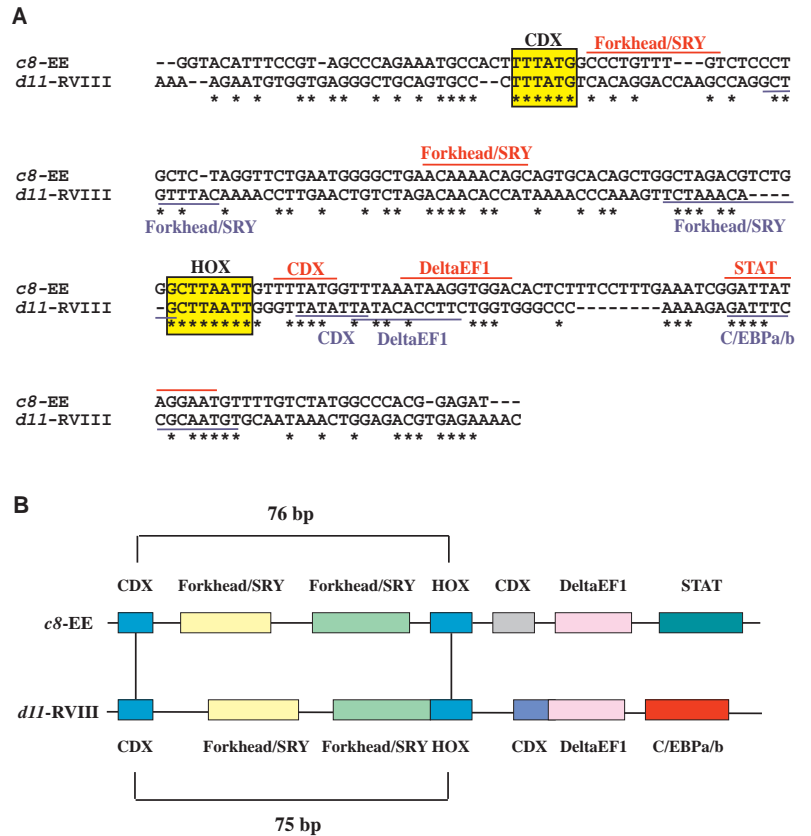 A
CDX Forkhead/SRY
c8-EE --GGTACATTTCCGT-AGCCCAGAAATGCCACTTTTATGGCCCTGTTT---GTCTCCCT
d11-RVIII AAA--AGAATGTGGTGAGGGCTGCAGTGCC--CTTTATGTCACAGGACCAAGCCAGGCT
* * * * * * * * * * * * * ****** * * * * * **
Forkhead/SRY
c8-EE GCTC-TAGGTTCTGAATGGGGCTGAACAAAACAGCAGTGCACAGCTGGCTAGACGTCTG
d11-RVIII GTTTACAAAACCTTGAACTGTCTAGACAACACCATAAAACCCAAAGTTCTAAACA----
* * * ** * * **** ** * * ** *** **
Forkhead/SRY Forkhead/SRY
HOX CDX DeltaEF1 STAT
c8-EE GGCTTAATTGTTTTATGGTTTAAATAAGGTGGACACTCTTTCCTTTGAAATCGGATTAT
d11-RVIII -GCTTAATTGGGTTATATTATACACCTTCTGGTGGGCCC--------AAAAGAGATTTC
******** * **** * ** * *** * *** ****
CDX DeltaEF1 C/EBPa/b
c8-EE AGGAATGTTTTGTCTATGGCCCACG-GAGAT---
d11-RVIII CGCAATGTGCAATAAACTGGAGACGTGAGAAAAC
* ***** * * * *** ****
B
76 bp
CDX Forkhead/SRY Forkhead/SRY HOX CDX DeltaEF1 STAT
c8-EE
d11-RVIII
CDX Forkhead/SRY Forkhead/SRY HOX CDX DeltaEF1 C/EBPa/b
75 bp